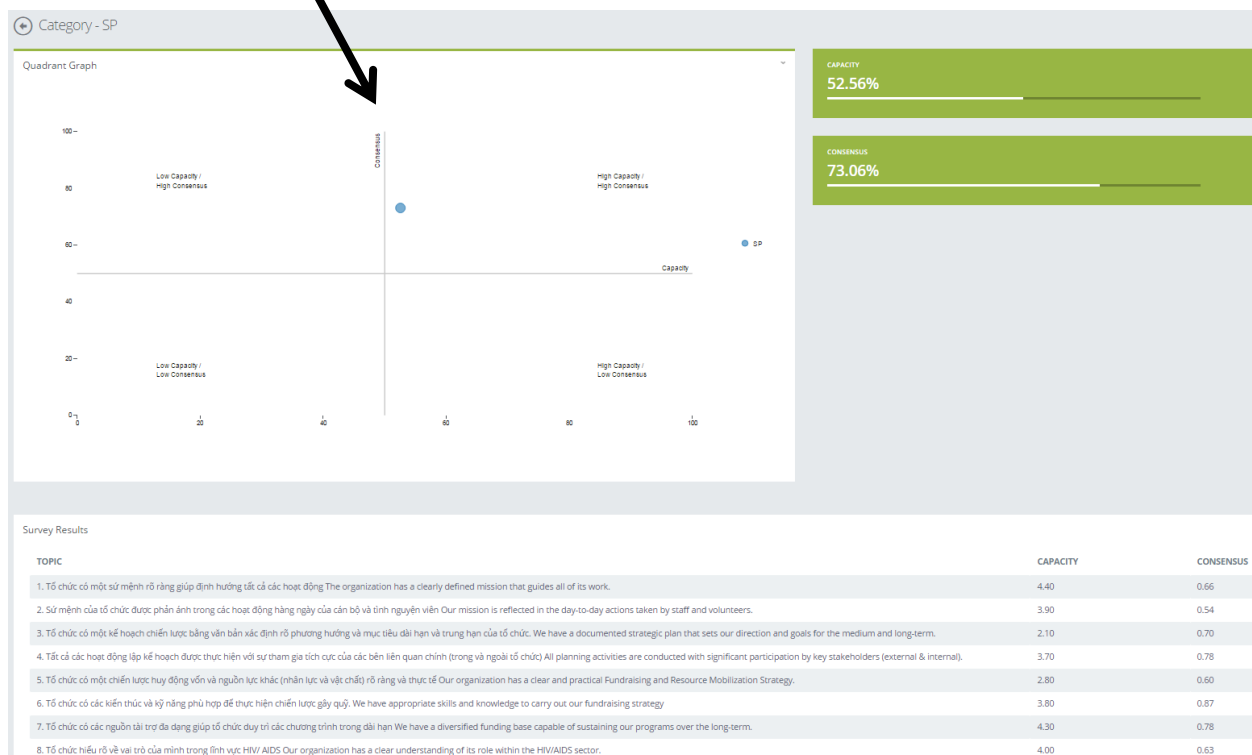 Category - SP
Quadrant Graph
CAPACITY
52.56%
CONSENSUS
73.06%
100
80
60
40
20
0
Consensus
Low Capacity /
High Consensus
High Capacity /
High Consensus
SP
Capacity
Low Capacity /
Low Consensus
High Capacity /
Low Consensus
0 20 40 60 80 100
Survey Results
TOPIC CAPACITY CONSENSUS
1. Tổ chức có một sứ mệnh rõ ràng giúp định hướng tất cả các hoạt động The organization has a clearly defined mission that guides all of its work. 4.40 0.66
2. Sứ mệnh của tổ chức được phản ánh trong các hoạt động hàng ngày của cán bộ và tình nguyện viên Our mission is reflected in the day-to-day actions taken by staff and volunteers. 3.90 0.54
3. Tổ chức có một kế hoạch chiến lược bằng văn bản xác định rõ phương hướng và mục tiêu dài hạn và trung hạn của tổ chức. We have a documented strategic plan that sets our direction and goals for the medium and long-term. 2.10 0.70
4. Tất cả các hoạt động lập kế hoạch được thực hiện với sự tham gia tích cực của các bên liên quan chính (trong và ngoài tổ chức) All planning activities are conducted with significant participation by key stakeholders (external & internal). 3.70 0.78
5. Tổ chức có một chiến lược huy động vốn và nguồn lực khác (nhân lực và vật chất) rõ ràng và thực tế Our organization has a clear and practical Fundraising and Resource Mobilization Strategy. 2.80 0.60
6. Tổ chức có các kiến thức và kỹ năng phù hợp để thực hiện chiến lược gây quỹ. We have appropriate skills and knowledge to carry out our fundraising strategy 3.80 0.87
7. Tổ chức có các nguồn tài trợ đa dạng giúp tổ chức duy trì các chương trình trong dài hạn We have a diversified funding base capable of sustaining our programs over the long-term. 4.30 0.78
8. Tổ chức hiểu rõ về vai trò của mình trong lĩnh vực HIV/ AIDS Our organization has a clear understanding of its role within the HIV/AIDS sector. 4.00 0.63